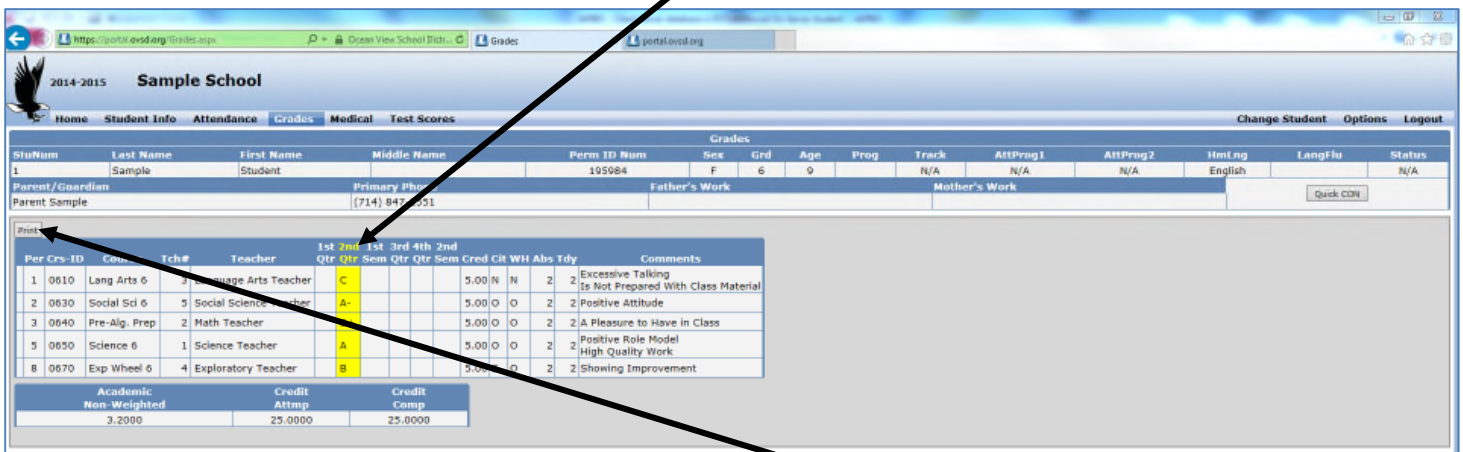 https://portal.ovsd.org/Grades.aspx Ocean View School Distr... Grades portal.ovsd.org
2014-2015 Sample School
Home Student Info Attendance Grades Medical Test Scores Change Student Options Logout
Grades
StuNum Last Name First Name Middle Name Perm ID Num Sex Grd Age Prog Track AttProg1 AttProg2 HmLng LangFlu Status
1 Sample Student 195984 F 6 9 N/A N/A N/A English N/A
Parent/Guardian Primary Phone Father's Work Mother's Work
Parent Sample (714) 847- Quick CON
Print
1st 2nd 1st 3rd 4th 2nd
Per Crs-ID Tch# Teacher Qtr Qtr Sem Qtr Qtr Sem Cred Cit WH Abs Tdy Comments
1 0610 Lang Arts 6 3 Language Arts Teacher C 5.00 N N 2 2 Excessive Talking
Is Not Prepared With Class Material
2 0630 Social Sci 6 5 Social Science Teacher A- 5.00 O O 2 2 Positive Attitude
3 0640 Pre-Alg. Prep 2 Math Teacher 5.00 O O 2 2 A Pleasure to Have in Class
5 0650 Science 6 1 Science Teacher A 5.00 O O 2 2 Positive Role Model
High Quality Work
8 0670 Exp Wheel 6 4 Exploratory Teacher B 5.00 O 2 2 Showing Improvement
Academic Credit Credit
Non-Weighted Attmp Comp
3.2000 25.0000 25.0000